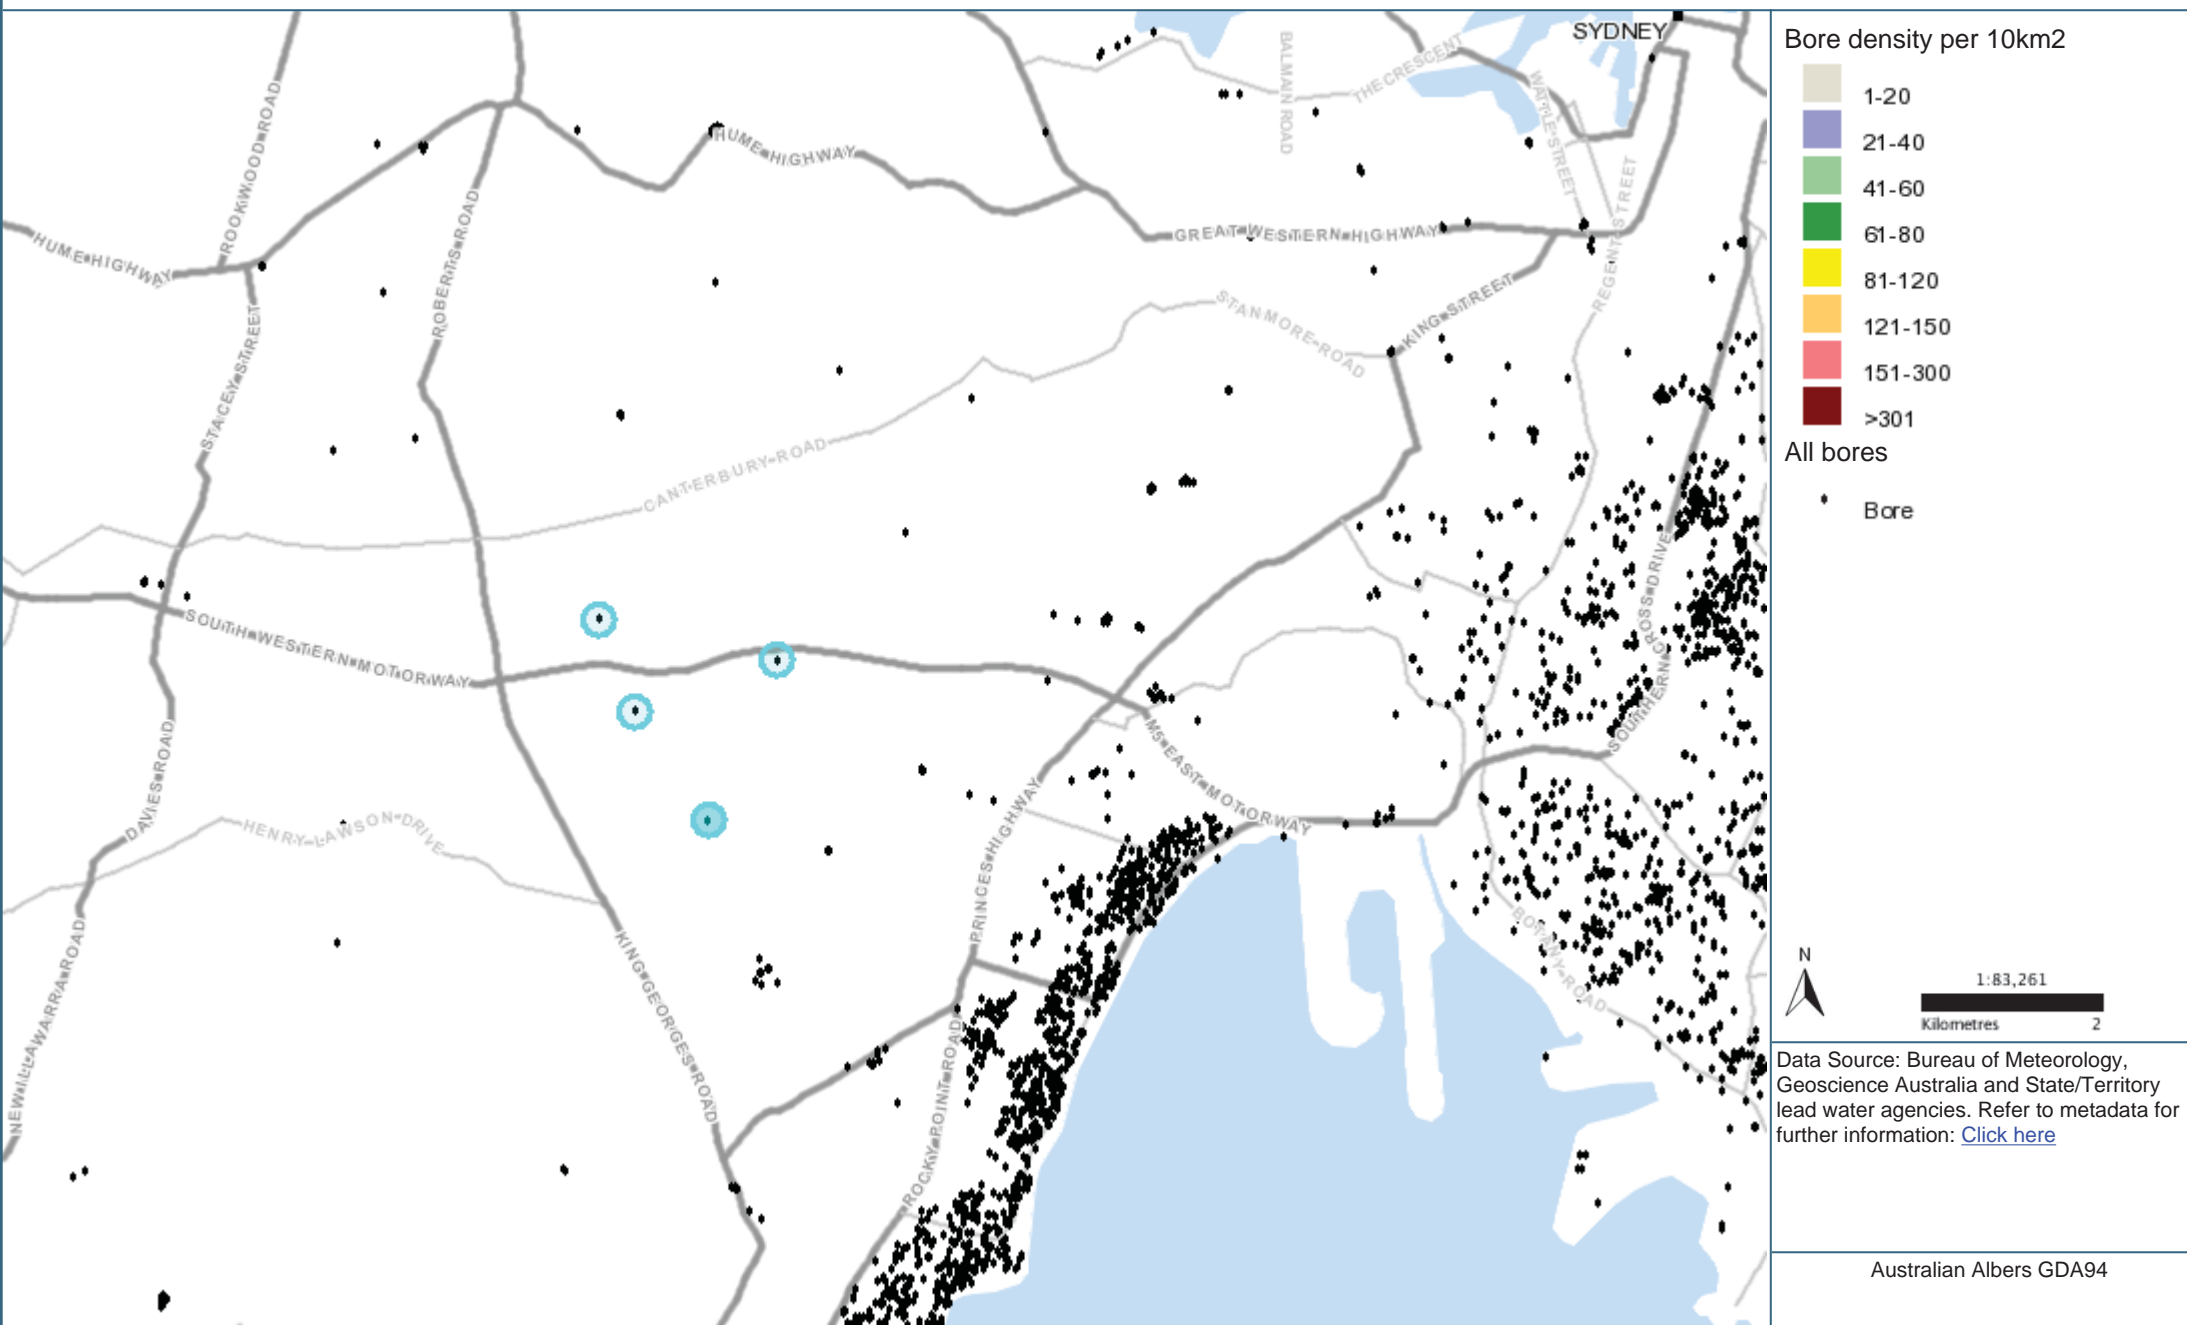 SYDNEY
BALMAIN ROAD
THE CRESCENT
WATTLE STREET
REGENT STREET
ROOKWOOD ROAD
HUME HIGHWAY
HUME HIGHWAY
ROBERTS ROAD
GREAT WESTERN HIGHWAY
STACEY STREET
STANMORE ROAD
KING STREET
CANTERBURY ROAD
SOUTH WESTERN MOTORWAY
SOUTHERN CROSS DRIVE
DAVIES ROAD
HENRY LAWSON DRIVE
M5 EAST MOTORWAY
PRINCES HIGHWAY
KING GEORGES ROAD
BOTANY ROAD
NEW ILLAWARRA ROAD
ROCKY POINT ROAD
Bore density per 10km2
1-20
21-40
41-60
61-80
81-120
121-150
151-300
>301
All bores
Bore
N
1:83,261
Kilometres 2
Data Source: Bureau of Meteorology,
Geoscience Australia and State/Territory
lead water agencies. Refer to metadata for
further information: Click here
Australian Albers GDA94